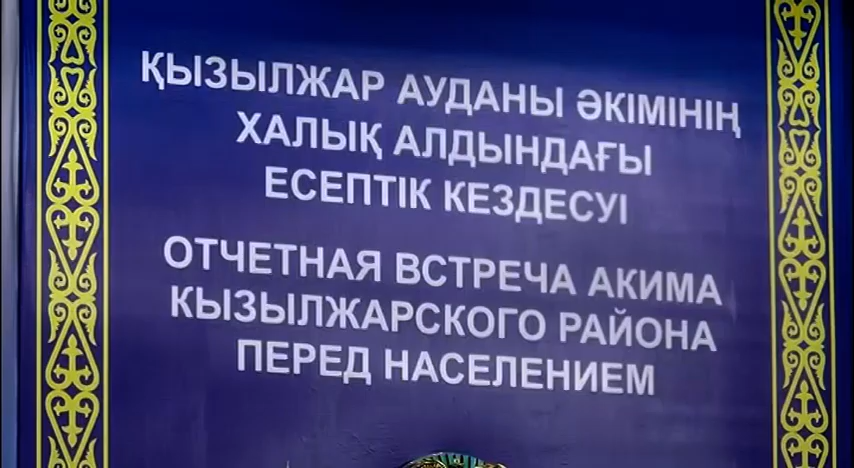 ҚЫЗЫЛЖАР АУДАНЫ ӘКІМІНІҢ
ХАЛЫҚ АЛДЫНДАҒЫ
ЕСЕПТІК КЕЗДЕСУІ
ОТЧЕТНАЯ ВСТРЕЧА АКИМА
КЫЗЫЛЖАРСКОГО РАЙОНА
ПЕРЕД НАСЕЛЕНИЕМ